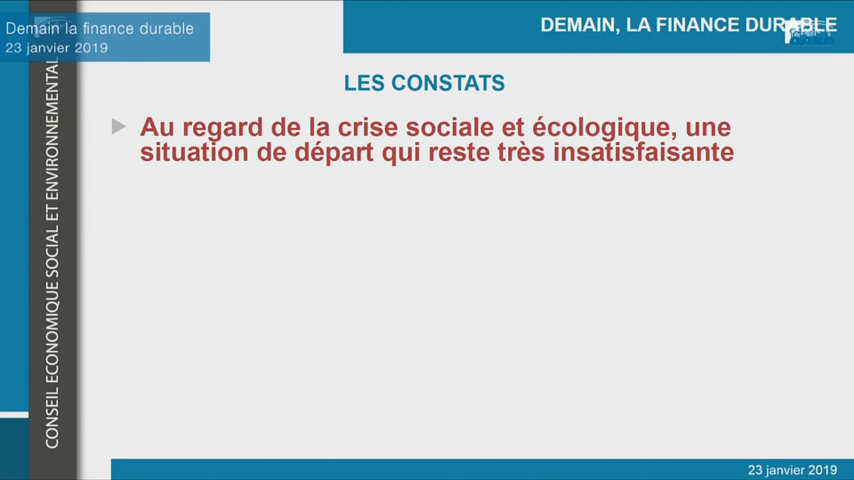 Demain la finance durable
23 janvier 2019
DEMAIN, LA FINANCE DURABLE
CONSEIL ECONOMIQUE SOCIAL ET ENVIRONNEMENTAL
LES CONSTATS
Au regard de la crise sociale et écologique, une
situation de départ qui reste très insatisfaisante
23 janvier 2019